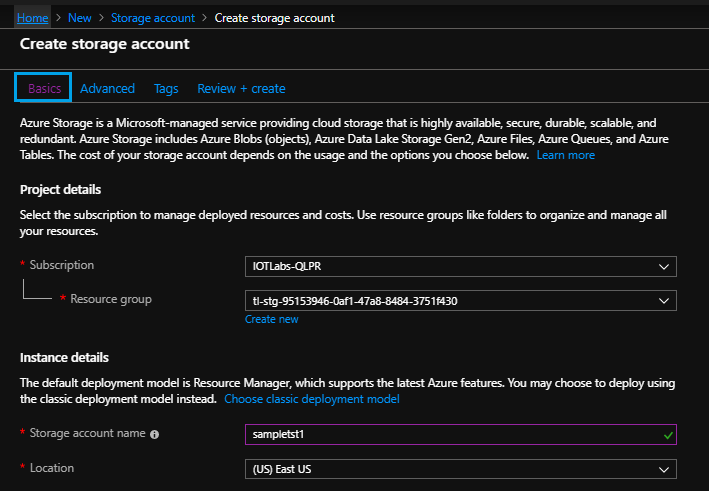 Home > New > Storage account > Create storage account
Create storage account
Basics Advanced Tags Review + create
Azure Storage is a Microsoft-managed service providing cloud storage that is highly available, secure, durable, scalable, and
redundant. Azure Storage includes Azure Blobs (objects), Azure Data Lake Storage Gen2, Azure Files, Azure Queues, and Azure
Tables. The cost of your storage account depends on the usage and the options you choose below. Learn more
Project details
Select the subscription to manage deployed resources and costs. Use resource groups like folders to organize and manage all
your resources.
* Subscription IOTLabs-QLPR
* Resource group tl-stg-95153946-0af1-47a8-8484-3751f430
Create new
Instance details
The default deployment model is Resource Manager, which supports the latest Azure features. You may choose to deploy using
the classic deployment model instead. Choose classic deployment model
* Storage account name sampletst1
* Location (US) East US